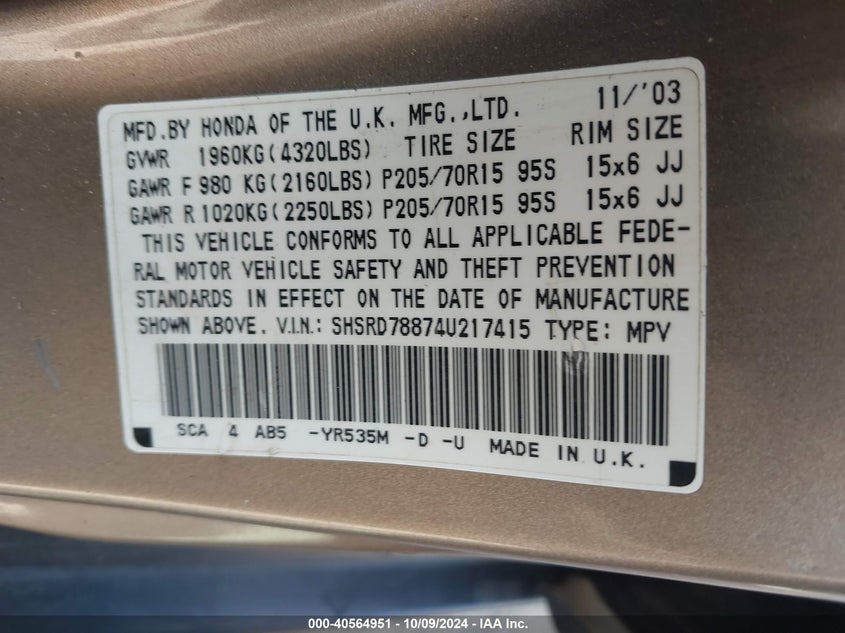 MFD.BY HONDA OF THE U.K. MFG.,LTD. 11/'03
GVWR 1960KG(4320LBS) TIRE SIZE RIM SIZE
GAWR F 980 KG(2160LBS) P205/70R15 95S 15x6 JJ
GAWR R 1020KG(2250LBS) P205/70R15 95S 15x6 JJ
THIS VEHICLE CONFORMS TO ALL APPLICABLE FEDE-
RAL MOTOR VEHICLE SAFETY AND THEFT PREVENTION
STANDARDS IN EFFECT ON THE DATE OF MANUFACTURE
SHOWN ABOVE. V.I.N.: SHSRD78874U217415 TYPE: MPV
SCA 4 AB5 -YR535M -D -U MADE IN U.K.
000-40564951 - 10/09/2024 - IAA Inc.